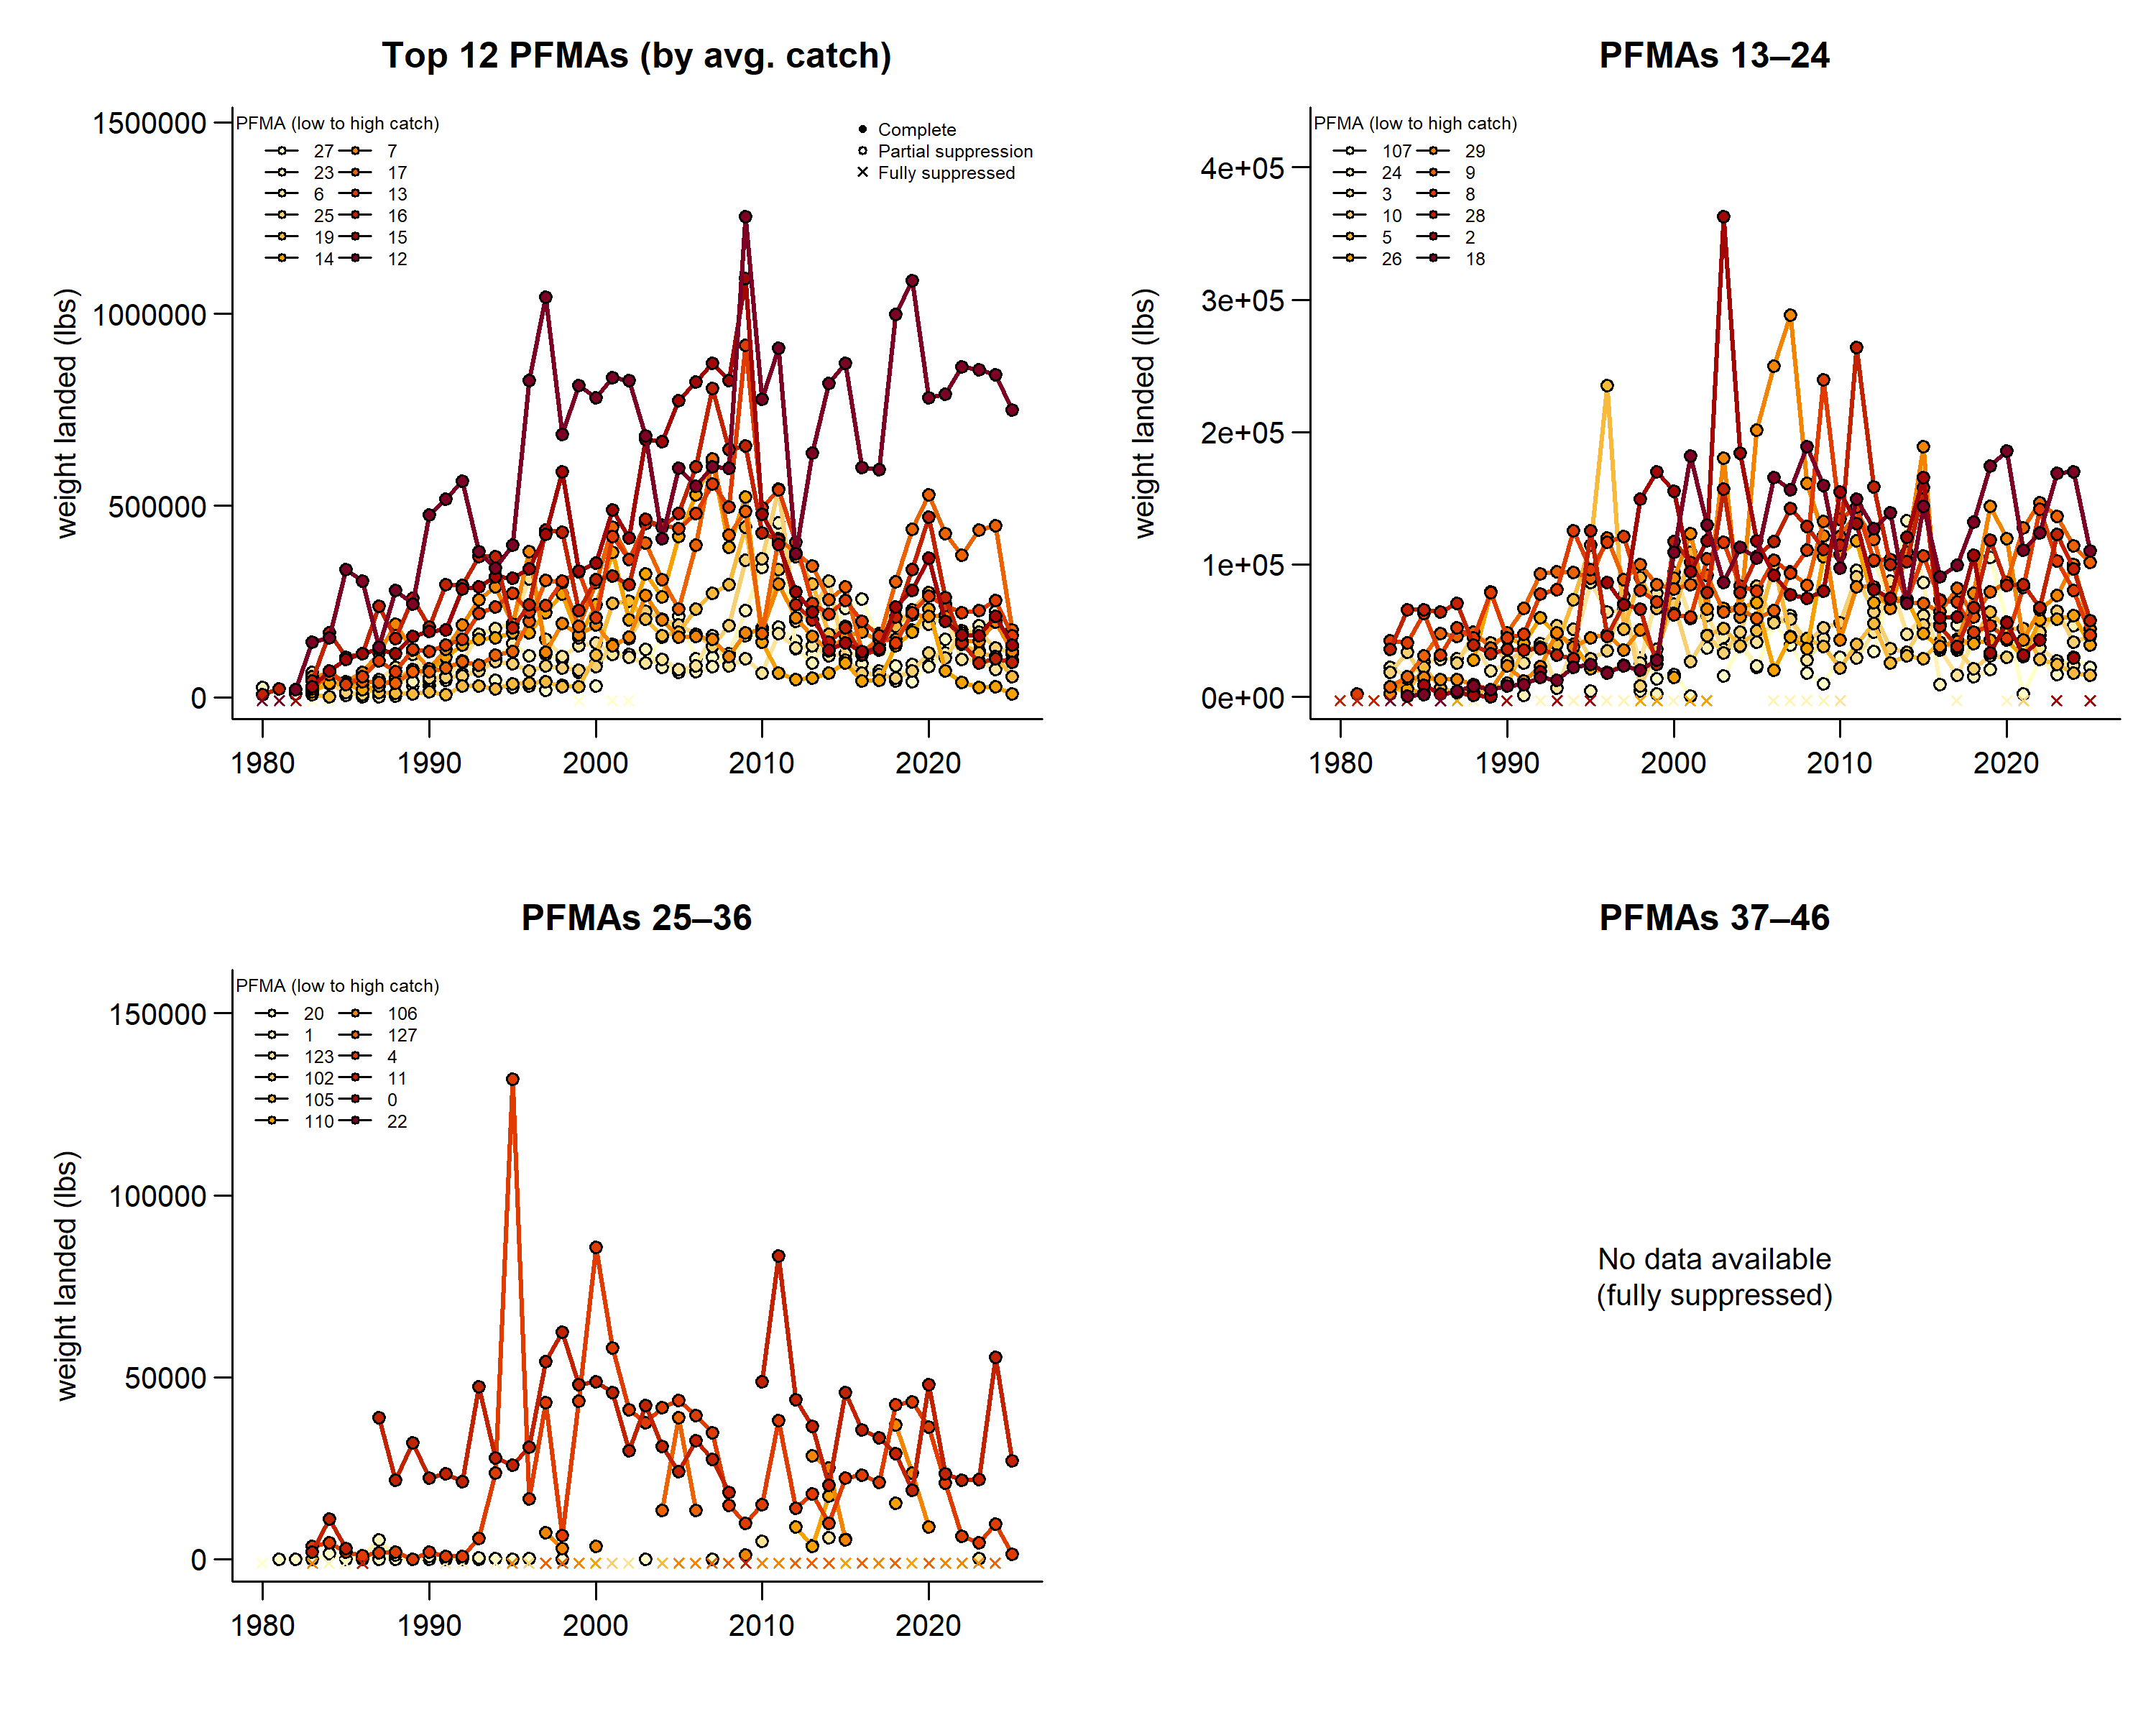 Top 12 PFMAs (by avg. catch)
weight landed (lbs)
1500000
1000000
500000
0
PFMA (low to high catch)
27 7
23 17
6 13
25 16
19 15
14 12
Complete
Partial suppression
Fully suppressed
1980 1990 2000 2010 2020
PFMAs 13–24
weight landed (lbs)
4e+05
3e+05
2e+05
1e+05
0e+00
PFMA (low to high catch)
107 29
24 9
3 8
10 28
5 2
26 18
1980 1990 2000 2010 2020
PFMAs 25–36
weight landed (lbs)
150000
100000
50000
0
PFMA (low to high catch)
20 106
1 127
123 4
102 11
105 0
110 22
1980 1990 2000 2010 2020
PFMAs 37–46
No data available
(fully suppressed)